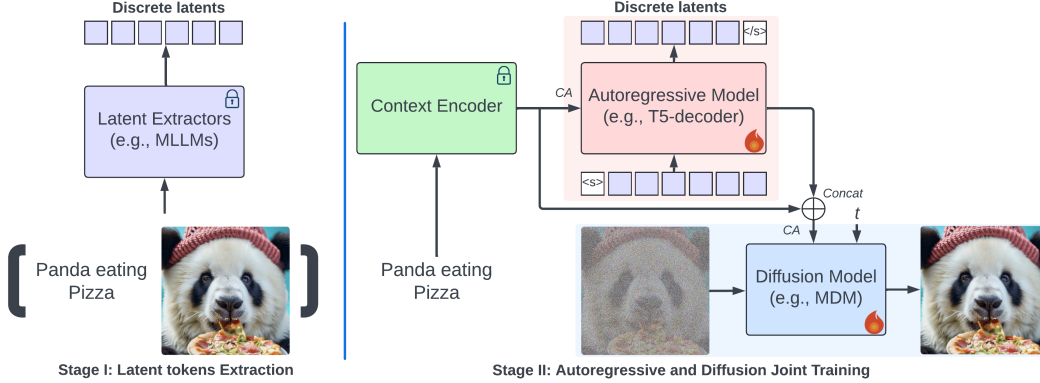 Discrete latents
Latent Extractors
(e.g., MLLMs)
Panda eating
Pizza
Stage I: Latent tokens Extraction
Discrete latents
</s>
Context Encoder
CA
Autoregressive Model
(e.g., T5-decoder)
<s>
Concat
CA
t
Panda eating
Pizza
Diffusion Model
(e.g., MDM)
Stage II: Autoregressive and Diffusion Joint Training